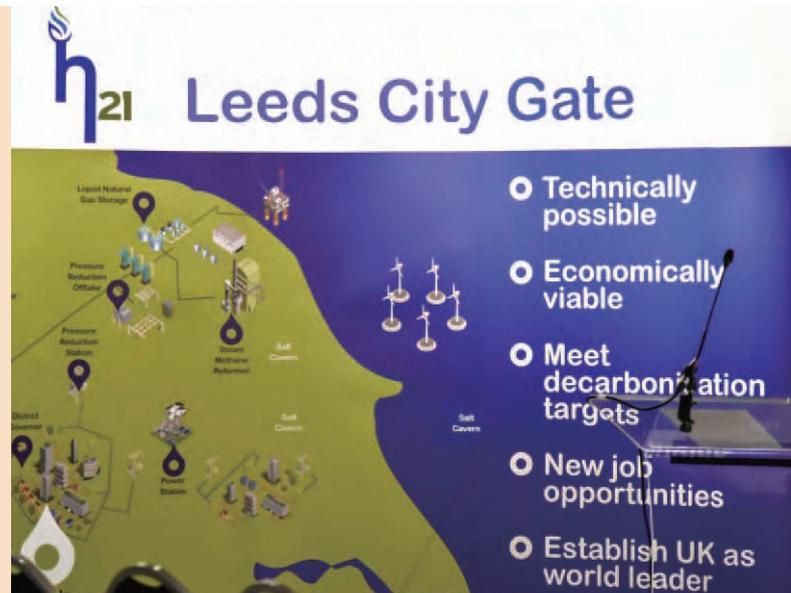 h21
Leeds City Gate
Liquid Natural
Gas Storage
Pressure
Reduction
Offtake
Pressure
Reduction
Station
District
Governor
Steam
Methane
Reformer
Salt
Cavern
Salt
Cavern
Power
Station
Salt
Cavern
Technically
possible
Economically
viable
Meet
decarbonization
targets
New job
opportunities
Establish UK as
world leader